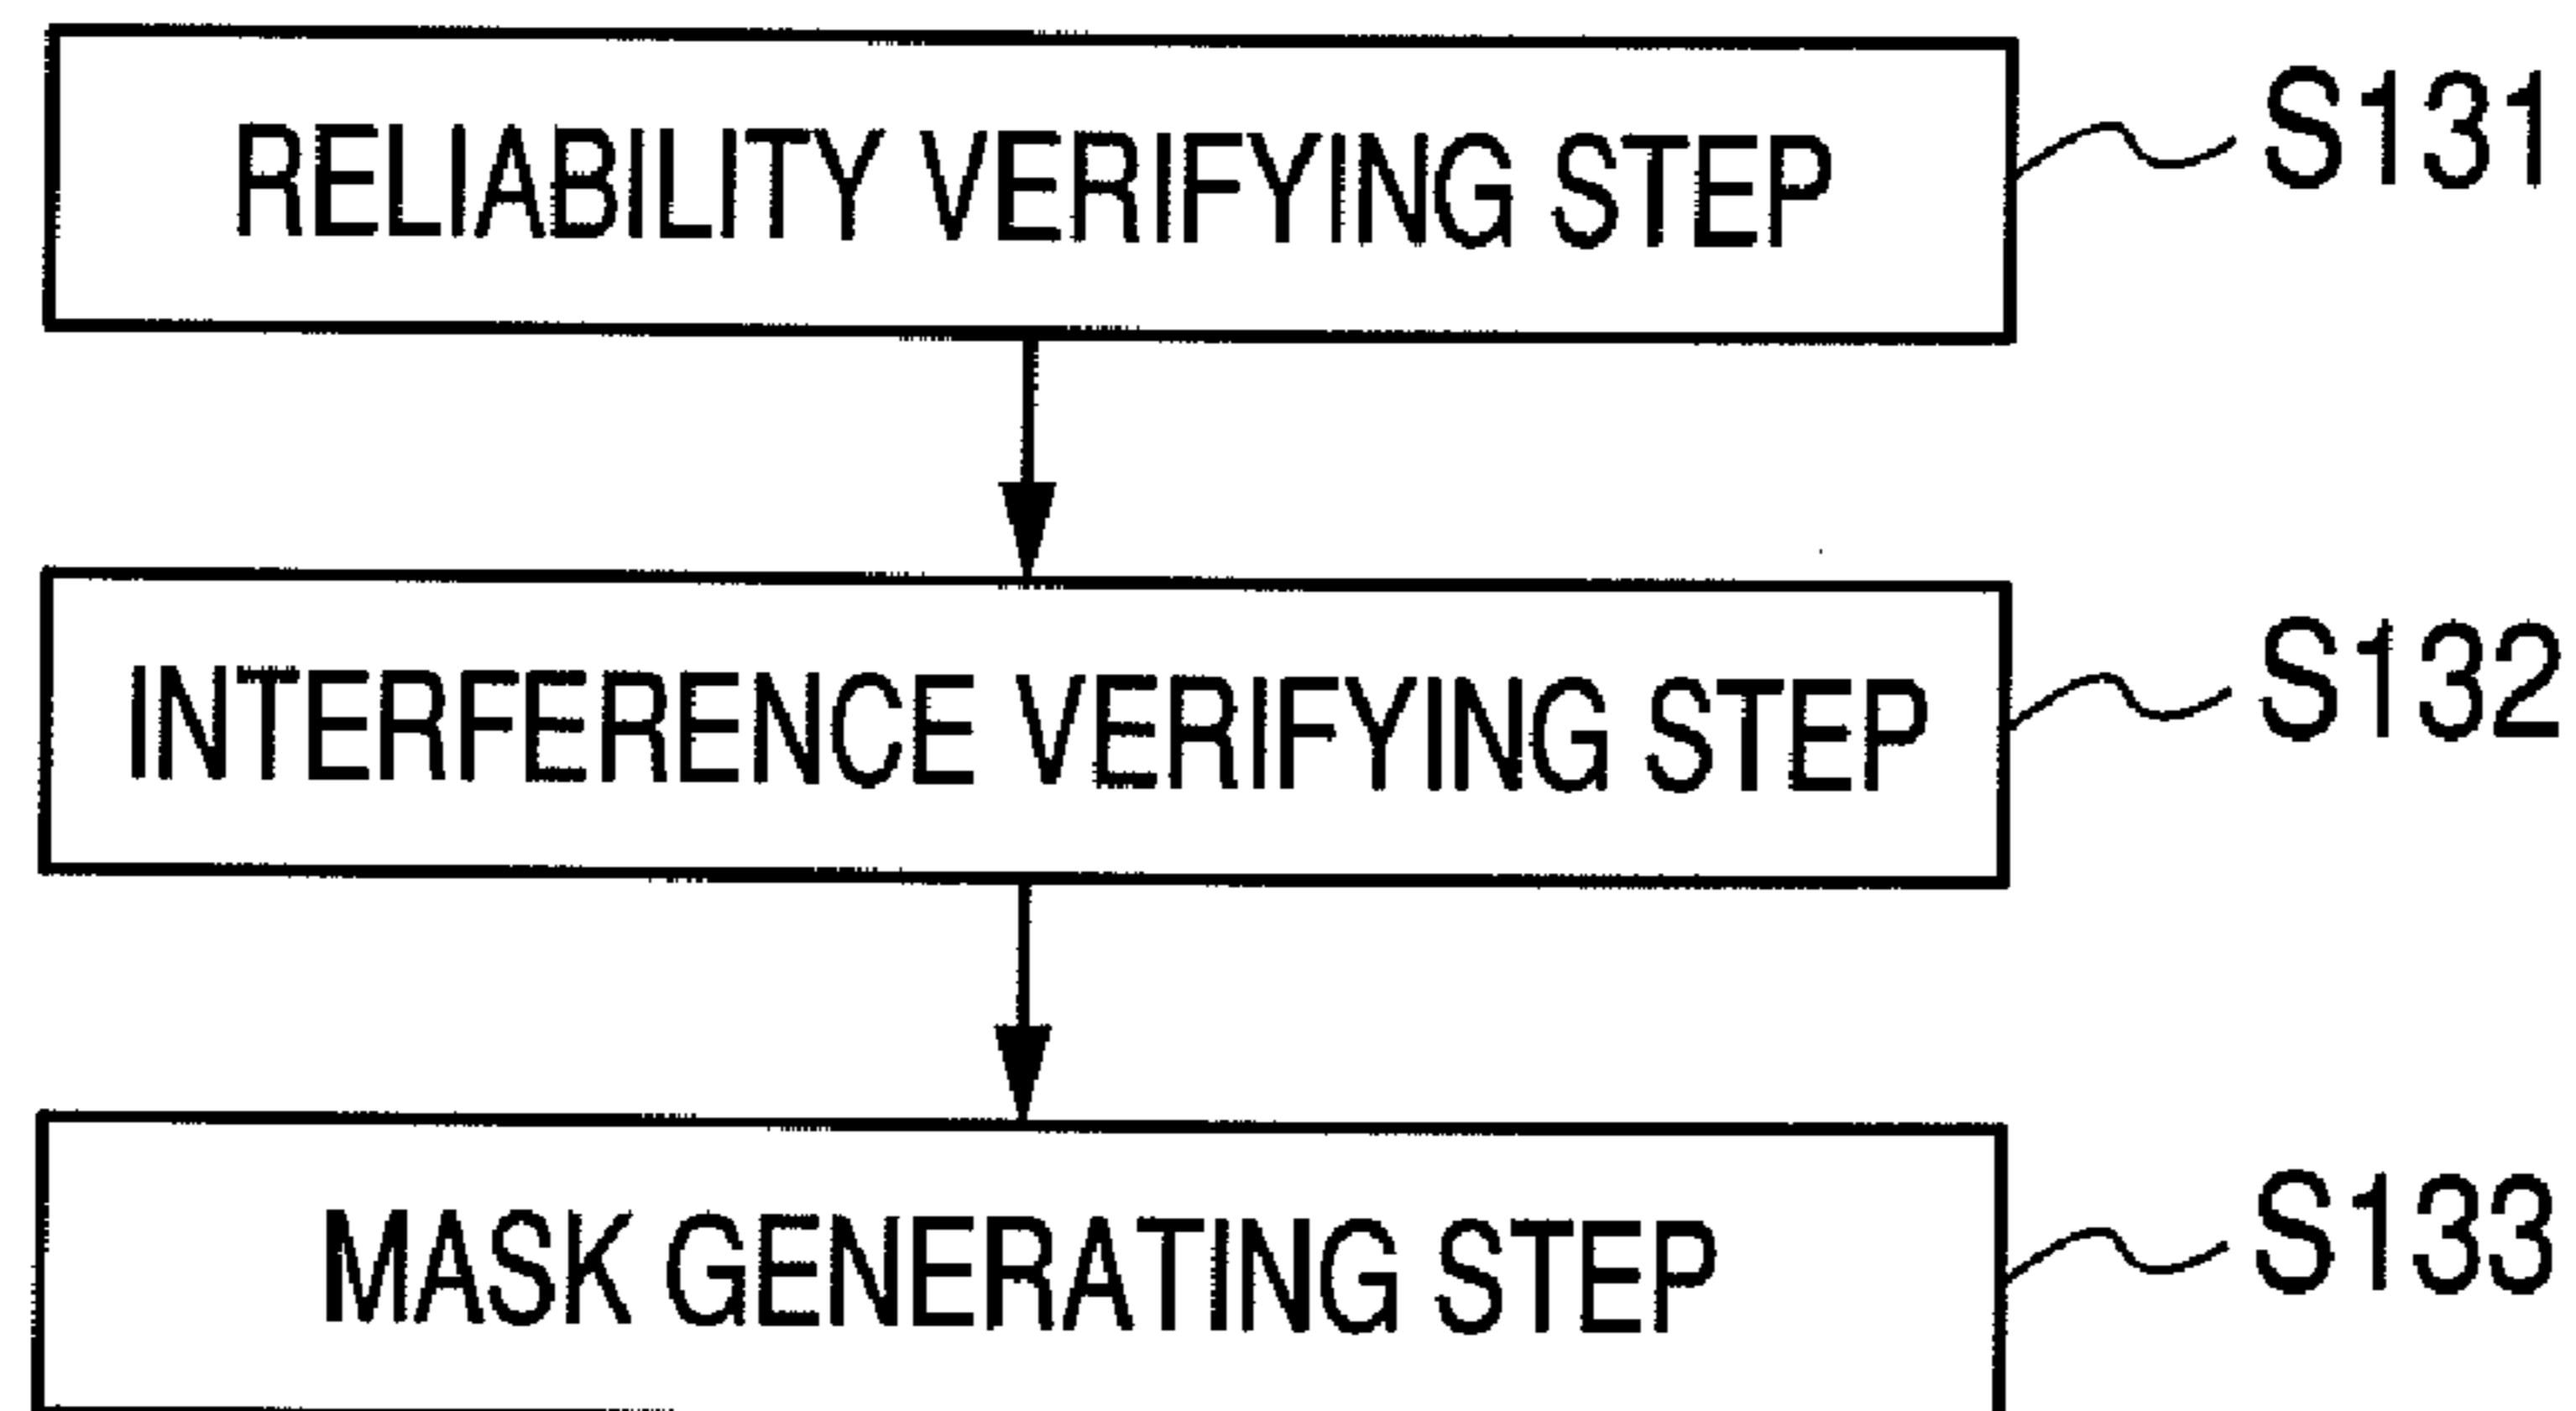 RELIABILITY VERIFYING STEP S131
INTERFERENCE VERIFYING STEP S132
MASK GENERATING STEP S133